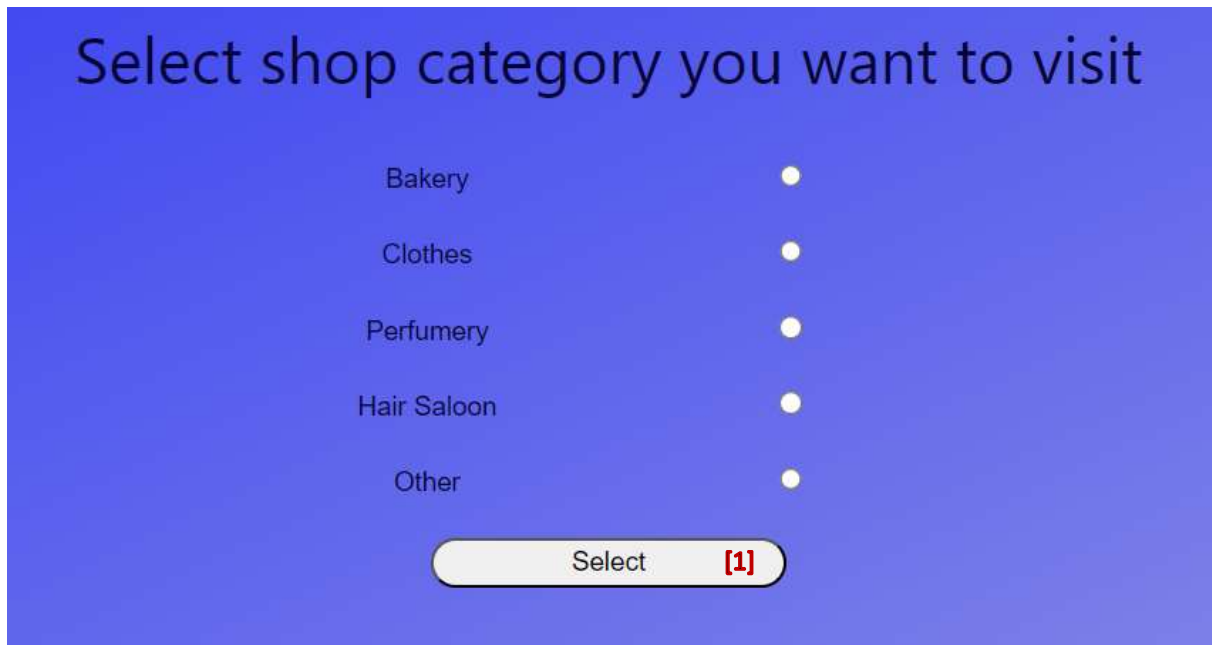 Select shop category you want to visit
Bakery
Clothes
Perfumery
Hair Saloon
Other
Select [1]